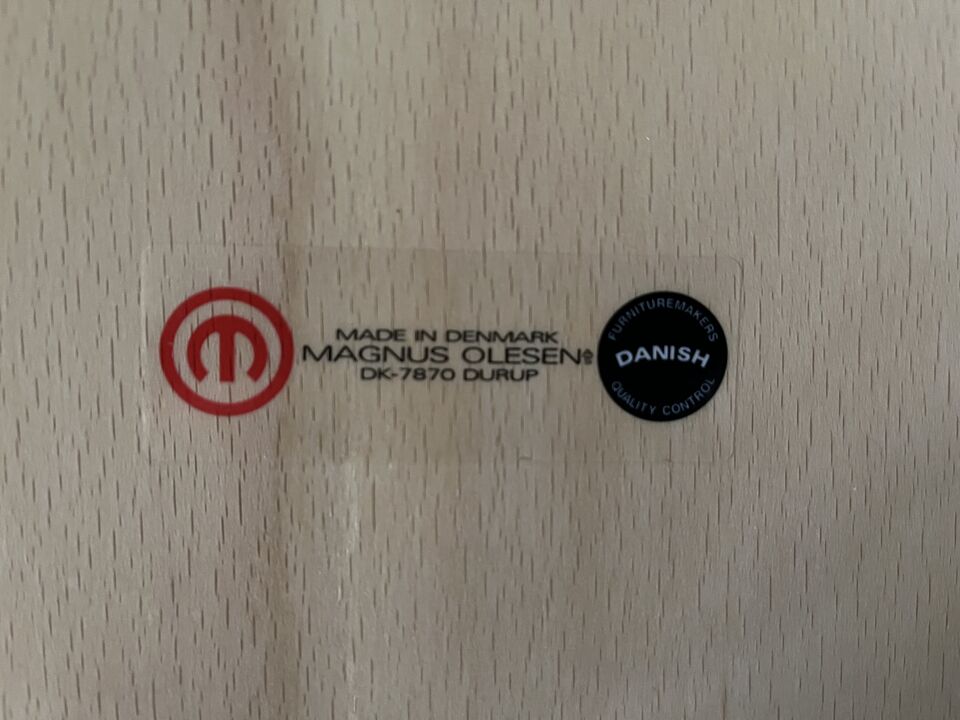 MADE IN DENMARK
MAGNUS OLESEN
DK-7870 DURUP
FURNITUREMAKERS
DANISH
QUALITY CONTROL